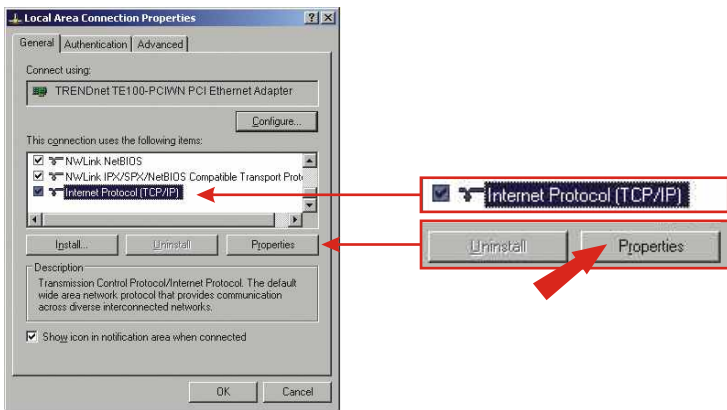 Local Area Connection Properties
General Authentication Advanced
Connect using:
TRENDnet TE100-PCIWN PCI Ethernet Adapter
Configure...
This connection uses the following items:
NWLink NetBIOS
NWLink IPX/SPX/NetBIOS Compatible Transport Proto
Internet Protocol (TCP/IP)
Install... Uninstall Properties
Description
Transmission Control Protocol/Internet Protocol. The default
wide area network protocol that provides communication
across diverse interconnected networks.
Show icon in notification area when connected
OK Cancel
Internet Protocol (TCP/IP)
Uninstall Properties